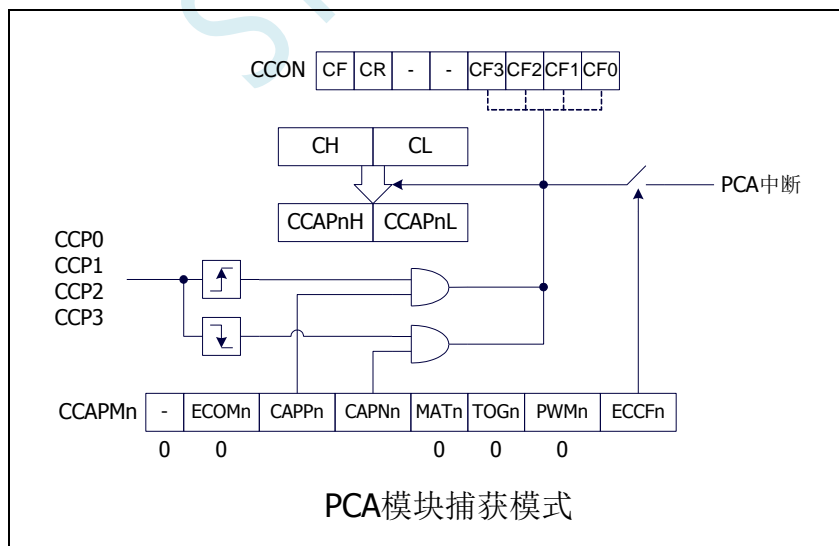 CCON CF CR - - CF3 CF2 CF1 CF0
CH CL
PCA中断
CCAPnH CCAPnL
CCP0
CCP1
CCP2
CCP3
CCAPMn - ECOMn CAPPn CAPNn MATn TOGn PWMn ECCFn
0 0 0 0 0
PCA模块捕获模式